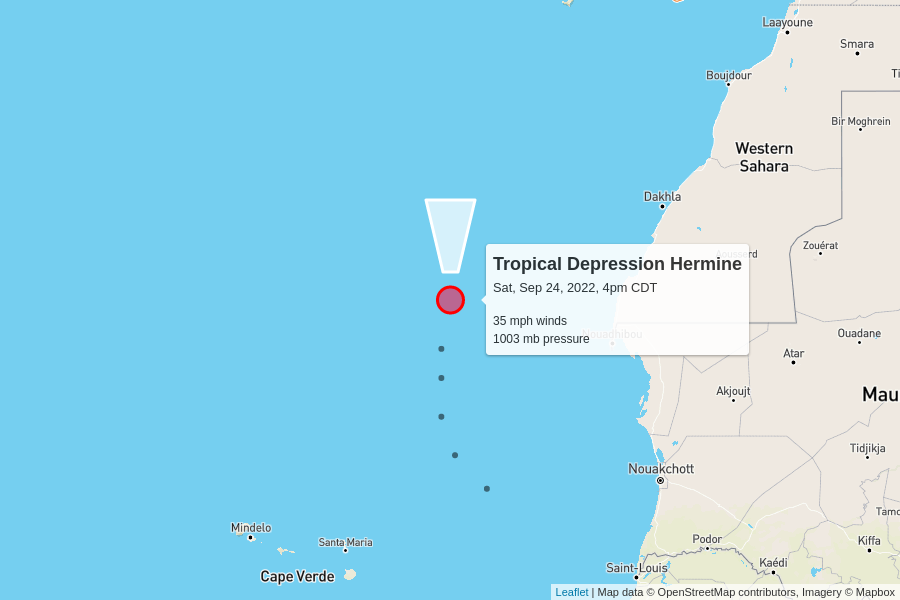 Laayoune
Smara
Ti
Boujdour
Bir Moghrein
Western
Sahara
Dakhla
Zouérat
Tropical Depression Hermine
Sat, Sep 24, 2022, 4pm CDT
35 mph winds
1003 mb pressure
Nouadhibou
Ouadane
Atar
Akjoujt
Mau
Tidjikja
Nouakchott
Tamc
Mindelo
Santa Maria
Cape Verde
Podor
Kiffa
Kaédi
Saint-Louis
Leaflet | Map data © OpenStreetMap contributors, Imagery © Mapbox